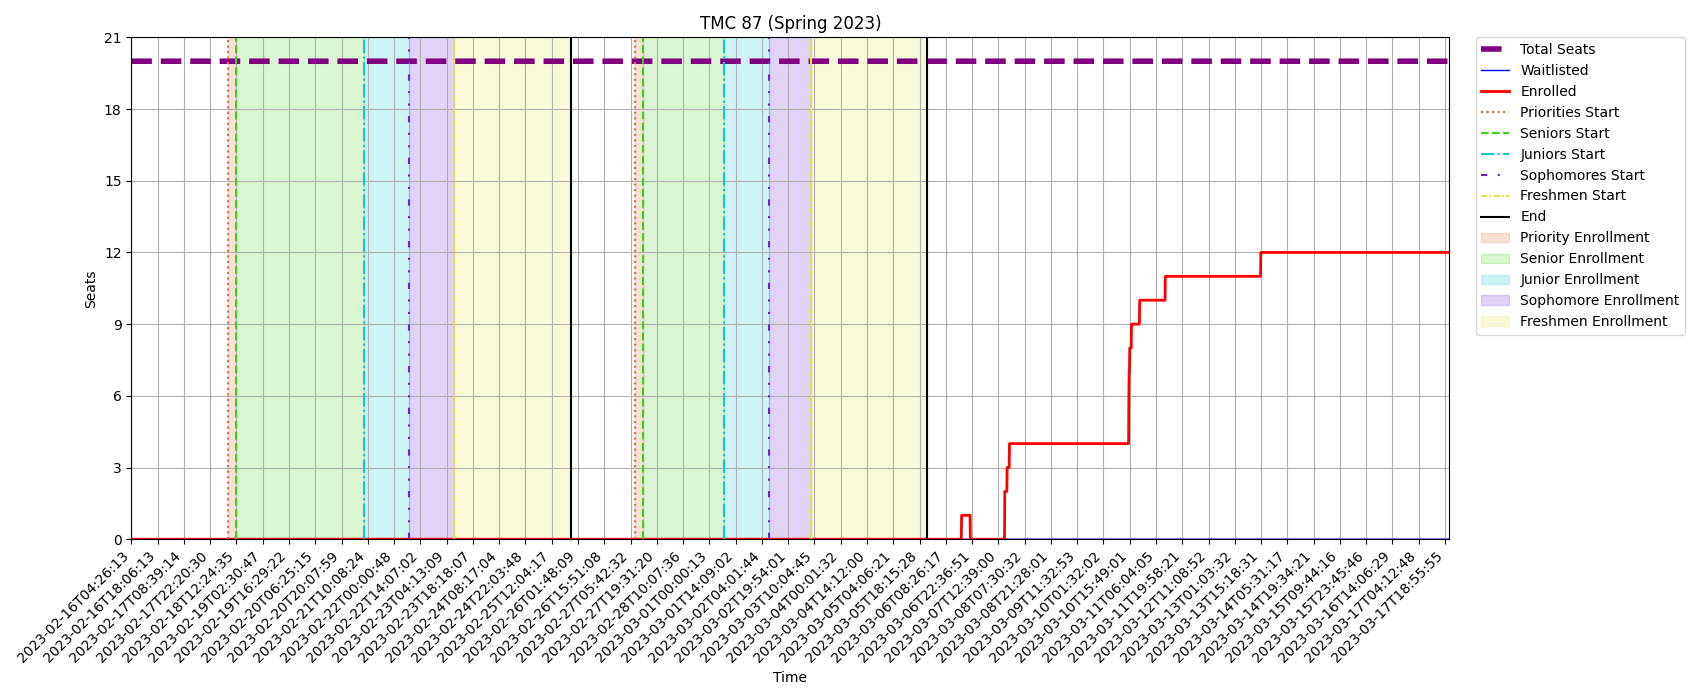 TMC 87 (Spring 2023)
Seats
21
18
15
12
9
6
3
0
2023-02-16T04:26:13
2023-02-16T18:06:13
2023-02-17T08:39:14
2023-02-17T22:20:30
2023-02-18T12:24:35
2023-02-19T02:30:47
2023-02-19T16:29:22
2023-02-20T06:25:15
2023-02-20T20:07:59
2023-02-21T10:08:24
2023-02-22T00:00:48
2023-02-22T14:07:02
2023-02-23T04:13:09
2023-02-23T18:18:07
2023-02-24T08:17:04
2023-02-24T22:03:48
2023-02-25T12:04:17
2023-02-26T01:48:09
2023-02-26T15:51:08
2023-02-27T05:42:32
2023-02-27T19:31:20
2023-02-28T10:07:36
2023-03-01T00:00:13
2023-03-01T14:09:02
2023-03-02T04:01:44
2023-03-02T19:54:01
2023-03-03T10:04:45
2023-03-04T00:01:32
2023-03-04T14:12:00
2023-03-05T04:06:21
2023-03-05T18:15:28
2023-03-06T08:26:17
2023-03-06T22:36:51
2023-03-07T12:39:00
2023-03-08T07:30:32
2023-03-08T21:28:01
2023-03-09T11:32:53
2023-03-10T01:32:02
2023-03-10T15:49:01
2023-03-11T06:04:05
2023-03-11T19:58:21
2023-03-12T11:08:52
2023-03-13T01:03:32
2023-03-13T15:18:31
2023-03-14T05:31:17
2023-03-14T19:34:21
2023-03-15T09:44:16
2023-03-15T23:45:46
2023-03-16T14:06:29
2023-03-17T04:12:48
2023-03-17T18:55:55
Time
Total Seats
Waitlisted
Enrolled
Priorities Start
Seniors Start
Juniors Start
Sophomores Start
Freshmen Start
End
Priority Enrollment
Senior Enrollment
Junior Enrollment
Sophomore Enrollment
Freshmen Enrollment